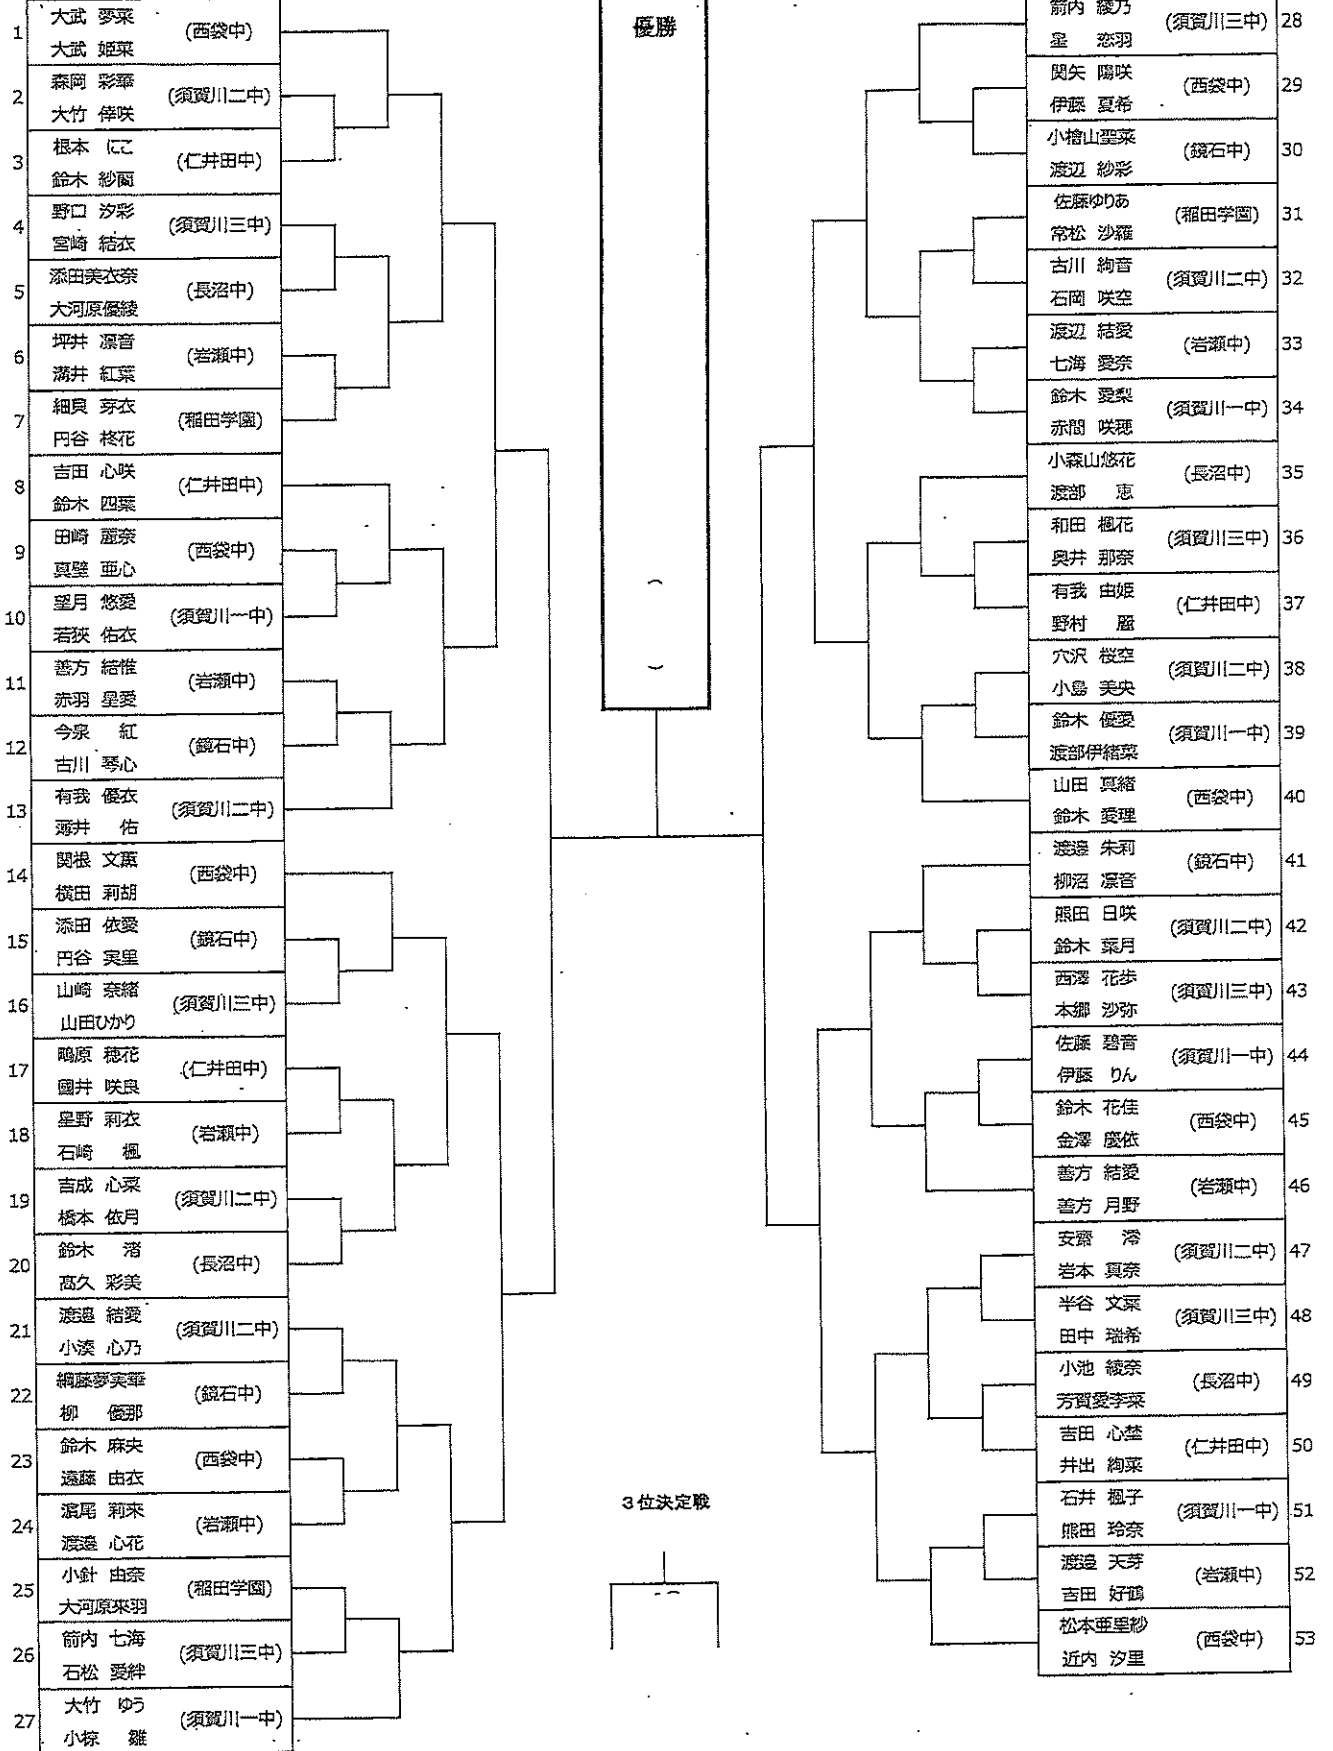 優勝
1
大武 夢菜
(西袋中)
大武 姫菜
2
森岡 彩華
(須賀川二中)
大竹 倖咲
3
根本 にこ
(仁井田中)
鈴木 紗蘭
4
野口 汐彩
(須賀川三中)
宮崎 結衣
5
添田美衣奈
(長沼中)
大河原優綾
6
坪井 凛音
(岩瀬中)
溝井 紅葉
7
細貝 芽衣
(稲田学園)
円谷 柊花
8
吉田 心咲
(仁井田中)
鈴木 四葉
9
田崎 麗奈
(西袋中)
真壁 亜心
10
望月 悠愛
(須賀川一中)
若狭 佑衣
11
善方 結惟
(岩瀬中)
赤羽 星愛
12
今泉 紅
(鏡石中)
古川 琴心
13
有我 優衣
(須賀川二中)
薄井 佑
14
関根 文薫
(西袋中)
横田 莉胡
15
添田 依愛
(鏡石中)
円谷 実里
16
山崎 奈緒
(須賀川三中)
山田ひかり
17
鴫原 穂花
(仁井田中)
國井 咲良
18
星野 莉衣
(岩瀬中)
石崎 楓
19
吉成 心菜
(須賀川二中)
橋本 依月
20
鈴木 渚
(長沼中)
髙久 彩美
21
渡邉 結愛
(須賀川二中)
小湊 心乃
22
綱藤夢実華
(鏡石中)
柳 優那
23
鈴木 麻央
(西袋中)
遠藤 由衣
24
濵尾 莉来
(岩瀬中)
渡邉 心花
25
小針 由奈
(稲田学園)
大河原來羽
26
箭内 七海
(須賀川三中)
石松 愛絆
27
大竹 ゆう
(須賀川一中)
小椋 雛
3位決定戦
箭内 綾乃
(須賀川三中)
28
星 恋羽
関矢 陽咲
(西袋中)
29
伊藤 夏希
小檜山聖菜
(鏡石中)
30
渡辺 紗彩
佐藤ゆりあ
(稲田学園)
31
常松 沙羅
古川 絢音
(須賀川二中)
32
石岡 咲空
渡辺 結愛
(岩瀬中)
33
七海 愛奈
鈴木 愛梨
(須賀川一中)
34
赤間 咲穂
小森山悠花
(長沼中)
35
渡部 恵
和田 楓花
(須賀川三中)
36
奥井 那奈
有我 由姫
(仁井田中)
37
野村 麗
穴沢 桜空
(須賀川二中)
38
小島 美央
鈴木 優愛
(須賀川一中)
39
渡部伊緒菜
山田 真緒
(西袋中)
40
鈴木 愛理
渡邉 朱莉
(鏡石中)
41
柳沼 凛音
熊田 日咲
(須賀川二中)
42
鈴木 葉月
西澤 花歩
(須賀川三中)
43
本郷 沙弥
佐藤 碧音
(須賀川一中)
44
伊藤 りん
鈴木 花佳
(西袋中)
45
金澤 慶依
善方 結愛
(岩瀬中)
46
善方 月野
安齋 澪
(須賀川二中)
47
岩本 真奈
半谷 文葉
(須賀川三中)
48
田中 瑞希
小池 綾奈
(長沼中)
49
芳賀愛李菜
吉田 心埜
(仁井田中)
50
井出 絢菜
石井 楓子
(須賀川一中)
51
熊田 玲奈
渡邉 天芽
(岩瀬中)
52
吉田 好鶴
松本亜里紗
(西袋中)
53
近内 汐里